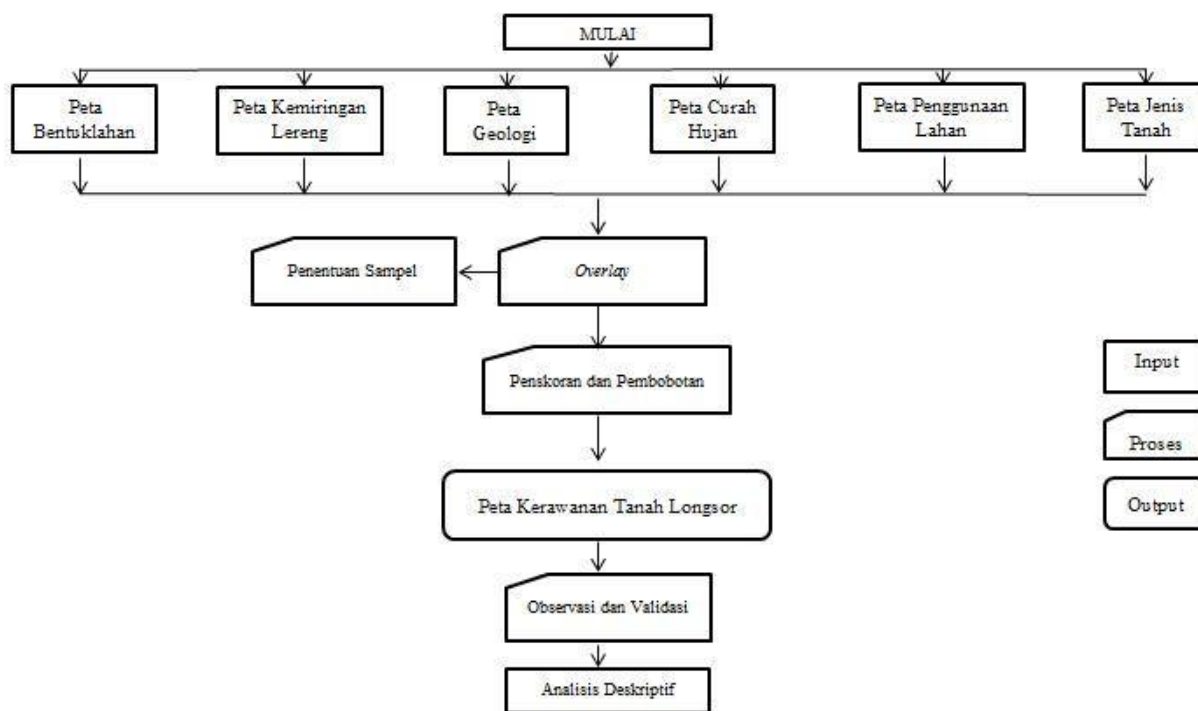 MULAI
Peta
Bentuklahan
Peta Kemiringan
Lereng
Peta
Geologi
Peta Curah
Hujan
Peta Penggunaan
Lahan
Peta Jenis
Tanah
Penentuan Sampel
Overlay
Penskoran dan Pembobotan
Input
Proses
Peta Kerawanan Tanah Longsor
Output
Observasi dan Validasi
Analisis Deskriptif